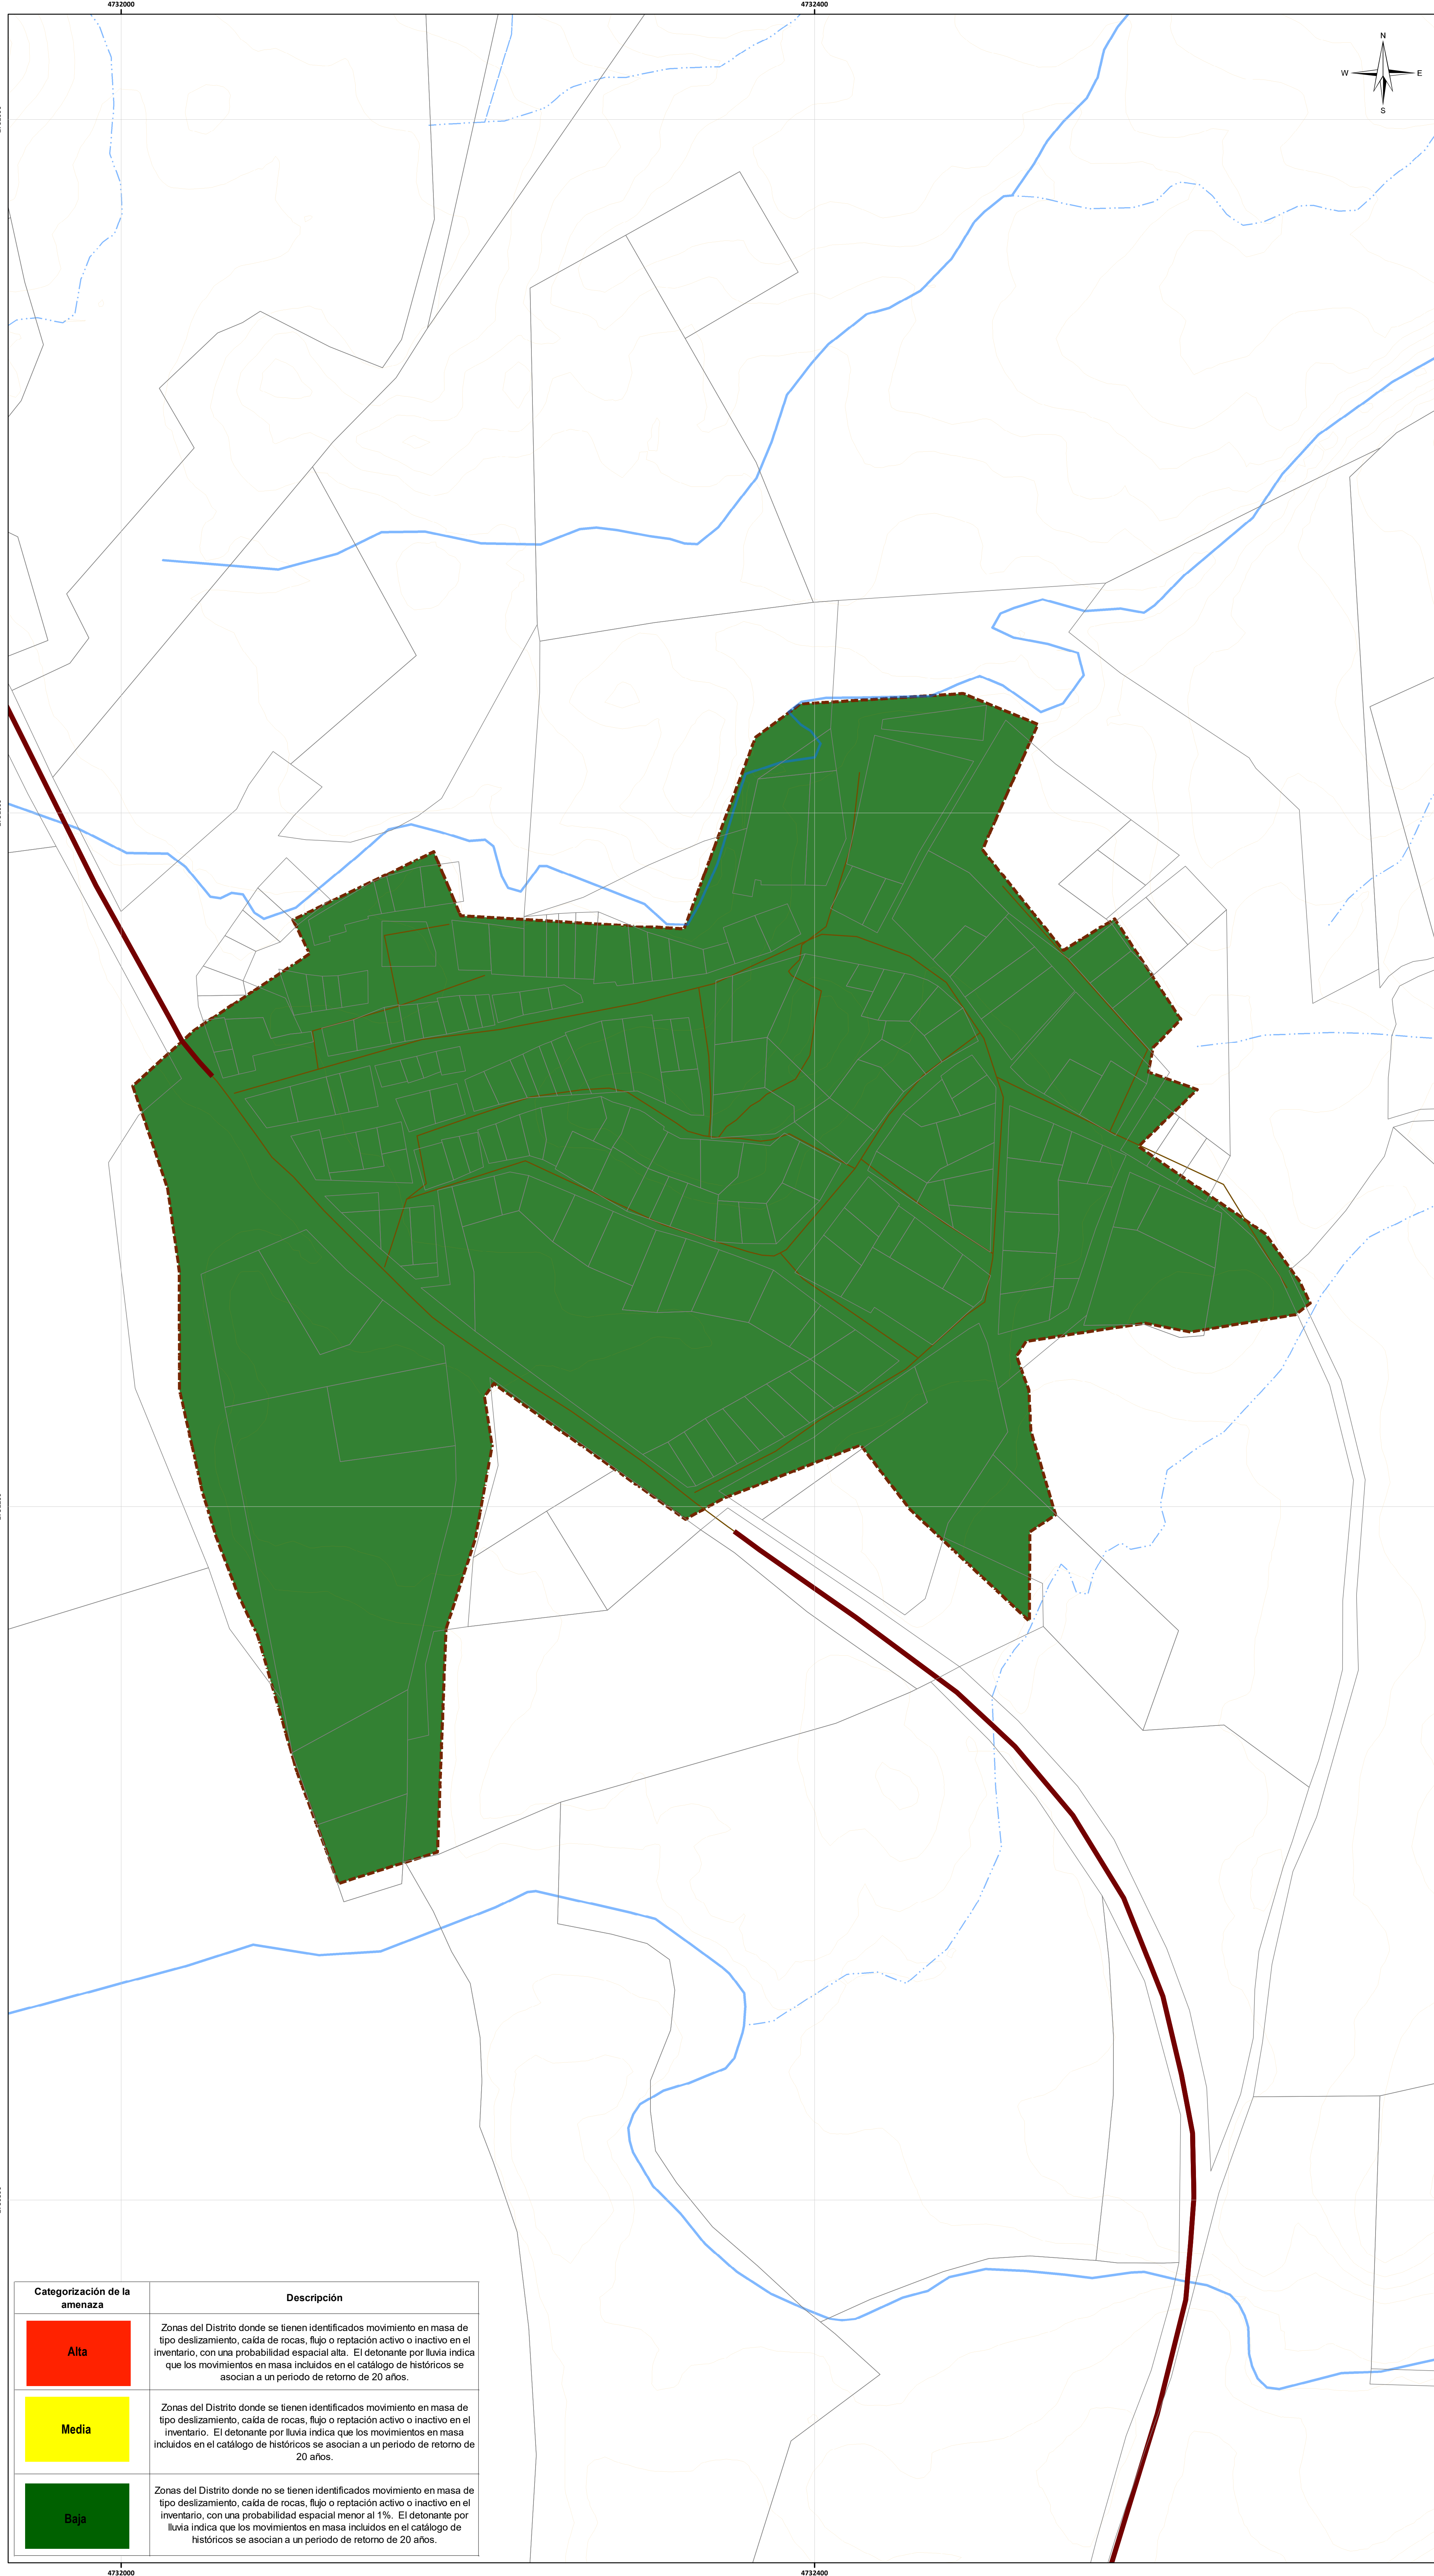 4732000
4732400
N
W
E
S
Categorización de la
amenaza
Descripción
Alta
Zonas del Distrito donde se tienen identificados movimiento en masa de
tipo deslizamiento, caída de rocas, flujo o reptación activo o inactivo en el
inventario, con una probabilidad espacial alta.  El detonante por lluvia indica
que los movimientos en masa incluidos en el catálogo de históricos se
asocian a un periodo de retorno de 20 años.
Media
Zonas del Distrito donde se tienen identificados movimiento en masa de
tipo deslizamiento, caída de rocas, flujo o reptación activo o inactivo en el
inventario.  El detonante por lluvia indica que los movimientos en masa
incluidos en el catálogo de históricos se asocian a un periodo de retorno de
20 años.
Baja
Zonas del Distrito donde no se tienen identificados movimiento en masa de
tipo deslizamiento, caída de rocas, flujo o reptación activo o inactivo en el
inventario, con una probabilidad espacial menor al 1%.  El detonante por
lluvia indica que los movimientos en masa incluidos en el catálogo de
históricos se asocian a un periodo de retorno de 20 años.
4732000
4732400